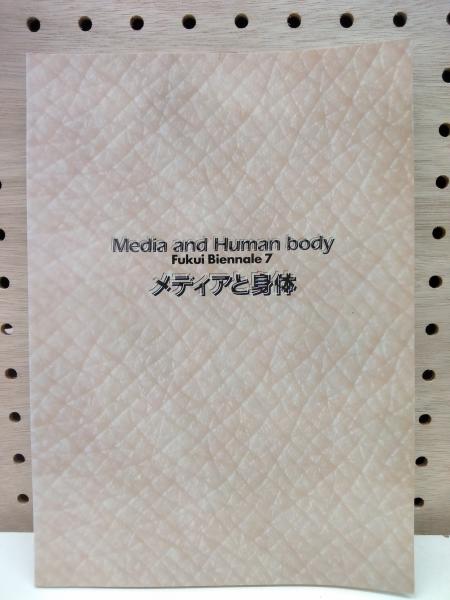 Media and Human body
Fukui Biennale 7
メディアと身体